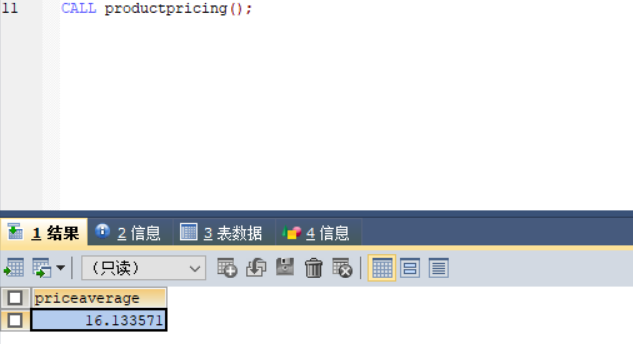 11 CALL productpricing();
1 结果 2 信息 3 表数据 4 信息
（只读）
priceaverage
16.133571